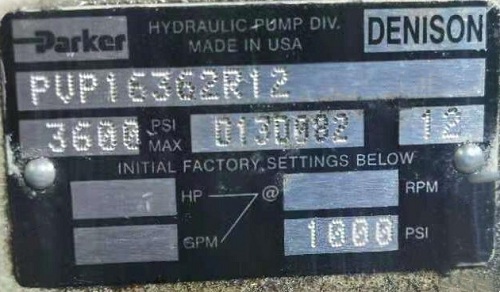 Parker HYDRAULIC PUMP DIV. DENISON
MADE IN USA
PVP16362R12
3600 PSI MAX 013D082 12
INITIAL FACTORY SETTINGS BELOW
HP @ RPM
GPM 1000 PSI